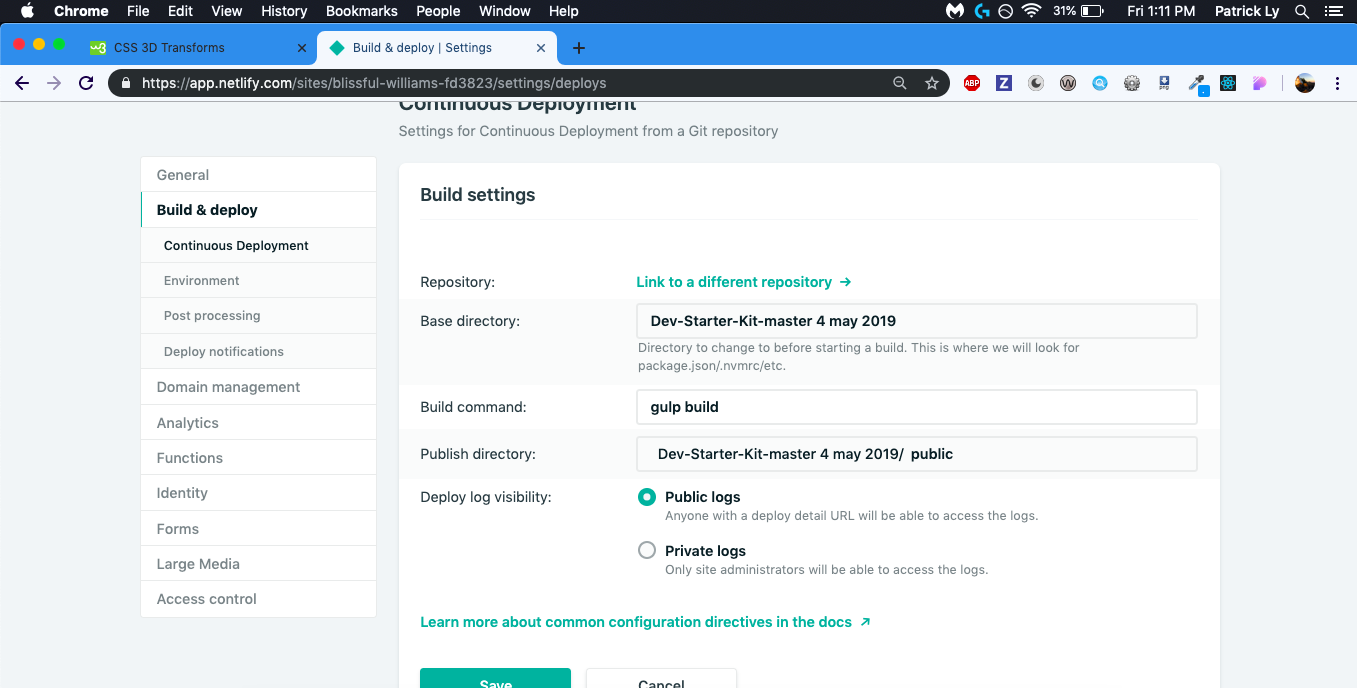 Chrome File Edit View History Bookmarks People Window Help 31% Fri 1:11 PM Patrick Ly
CSS 3D Transforms Build & deploy | Settings
https://app.netlify.com/sites/blissful-williams-fd3823/settings/deploys ABP Z W
Continuous Deployment
Settings for Continuous Deployment from a Git repository
General
Build & deploy
Continuous Deployment
Environment
Post processing
Deploy notifications
Domain management
Analytics
Functions
Identity
Forms
Large Media
Access control
Build settings
Repository: Link to a different repository →
Base directory: Dev-Starter-Kit-master 4 may 2019
Directory to change to before starting a build. This is where we will look for
package.json/.nvmrc/etc.
Build command: gulp build
Publish directory: Dev-Starter-Kit-master 4 may 2019/ public
Deploy log visibility: Public logs
Anyone with a deploy detail URL will be able to access the logs.
Private logs
Only site administrators will be able to access the logs.
Learn more about common configuration directives in the docs
Save Cancel